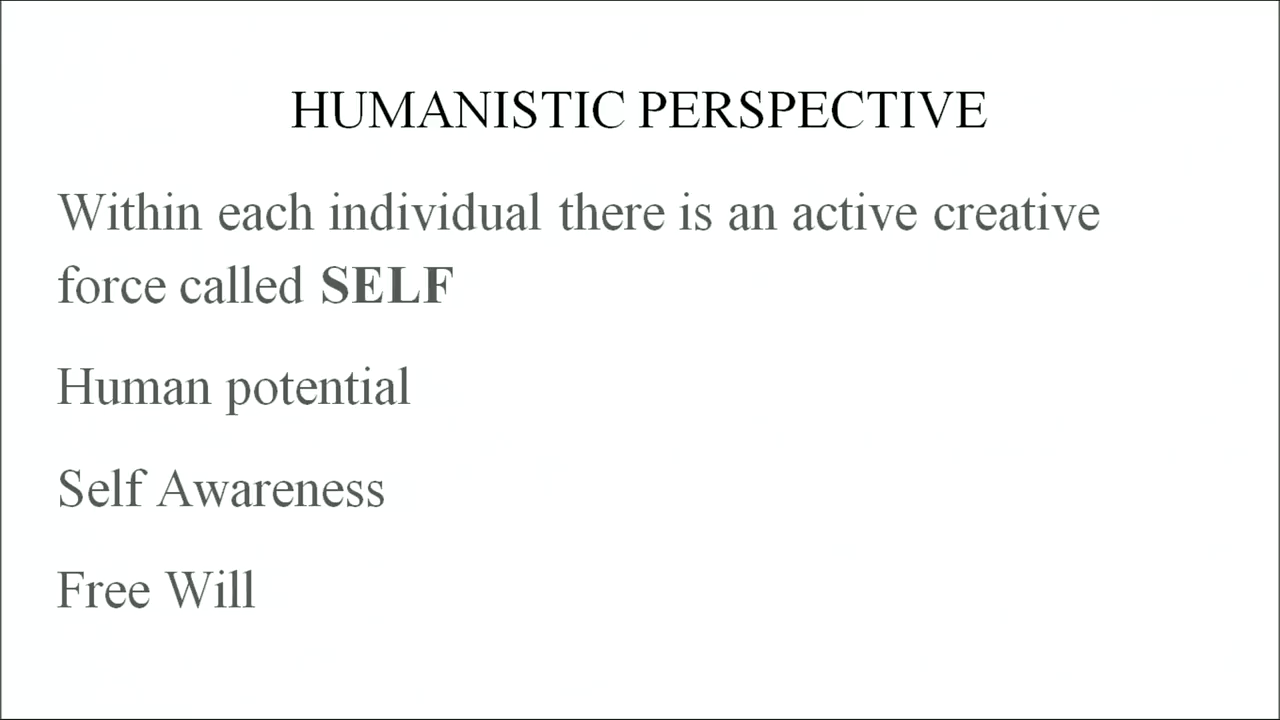 HUMANISTIC PERSPECTIVE
Within each individual there is an active creative
force called SELF
Human potential
Self Awareness
Free Will